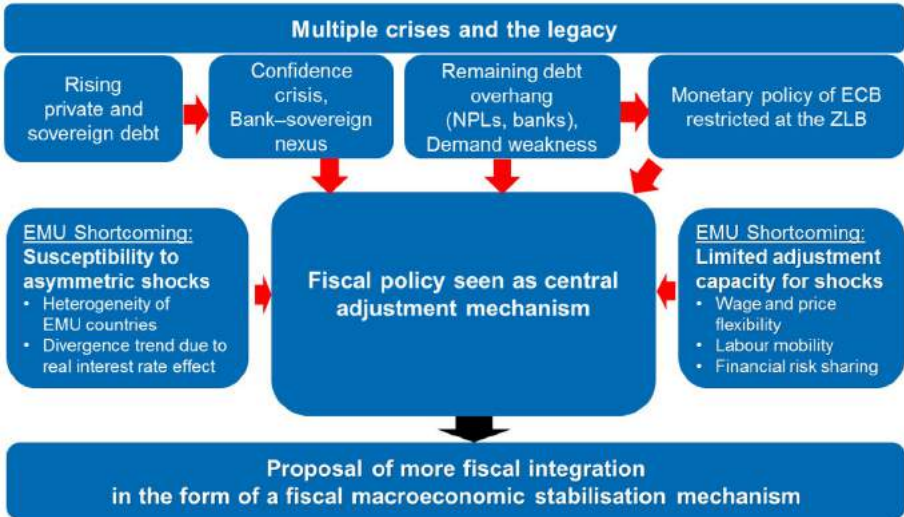 Multiple crises and the legacy
Rising
private and
sovereign debt
Confidence
crisis,
Bank–sovereign
nexus
Remaining debt
overhang
(NPLs, banks),
Demand weakness
Monetary policy of ECB
restricted at the ZLB
EMU Shortcoming:
Susceptibility to
asymmetric shocks
• Heterogeneity of
EMU countries
• Divergence trend due to
real interest rate effect
Fiscal policy seen as central
adjustment mechanism
EMU Shortcoming:
Limited adjustment
capacity for shocks
• Wage and price
flexibility
• Labour mobility
• Financial risk sharing
Proposal of more fiscal integration
in the form of a fiscal macroeconomic stabilisation mechanism